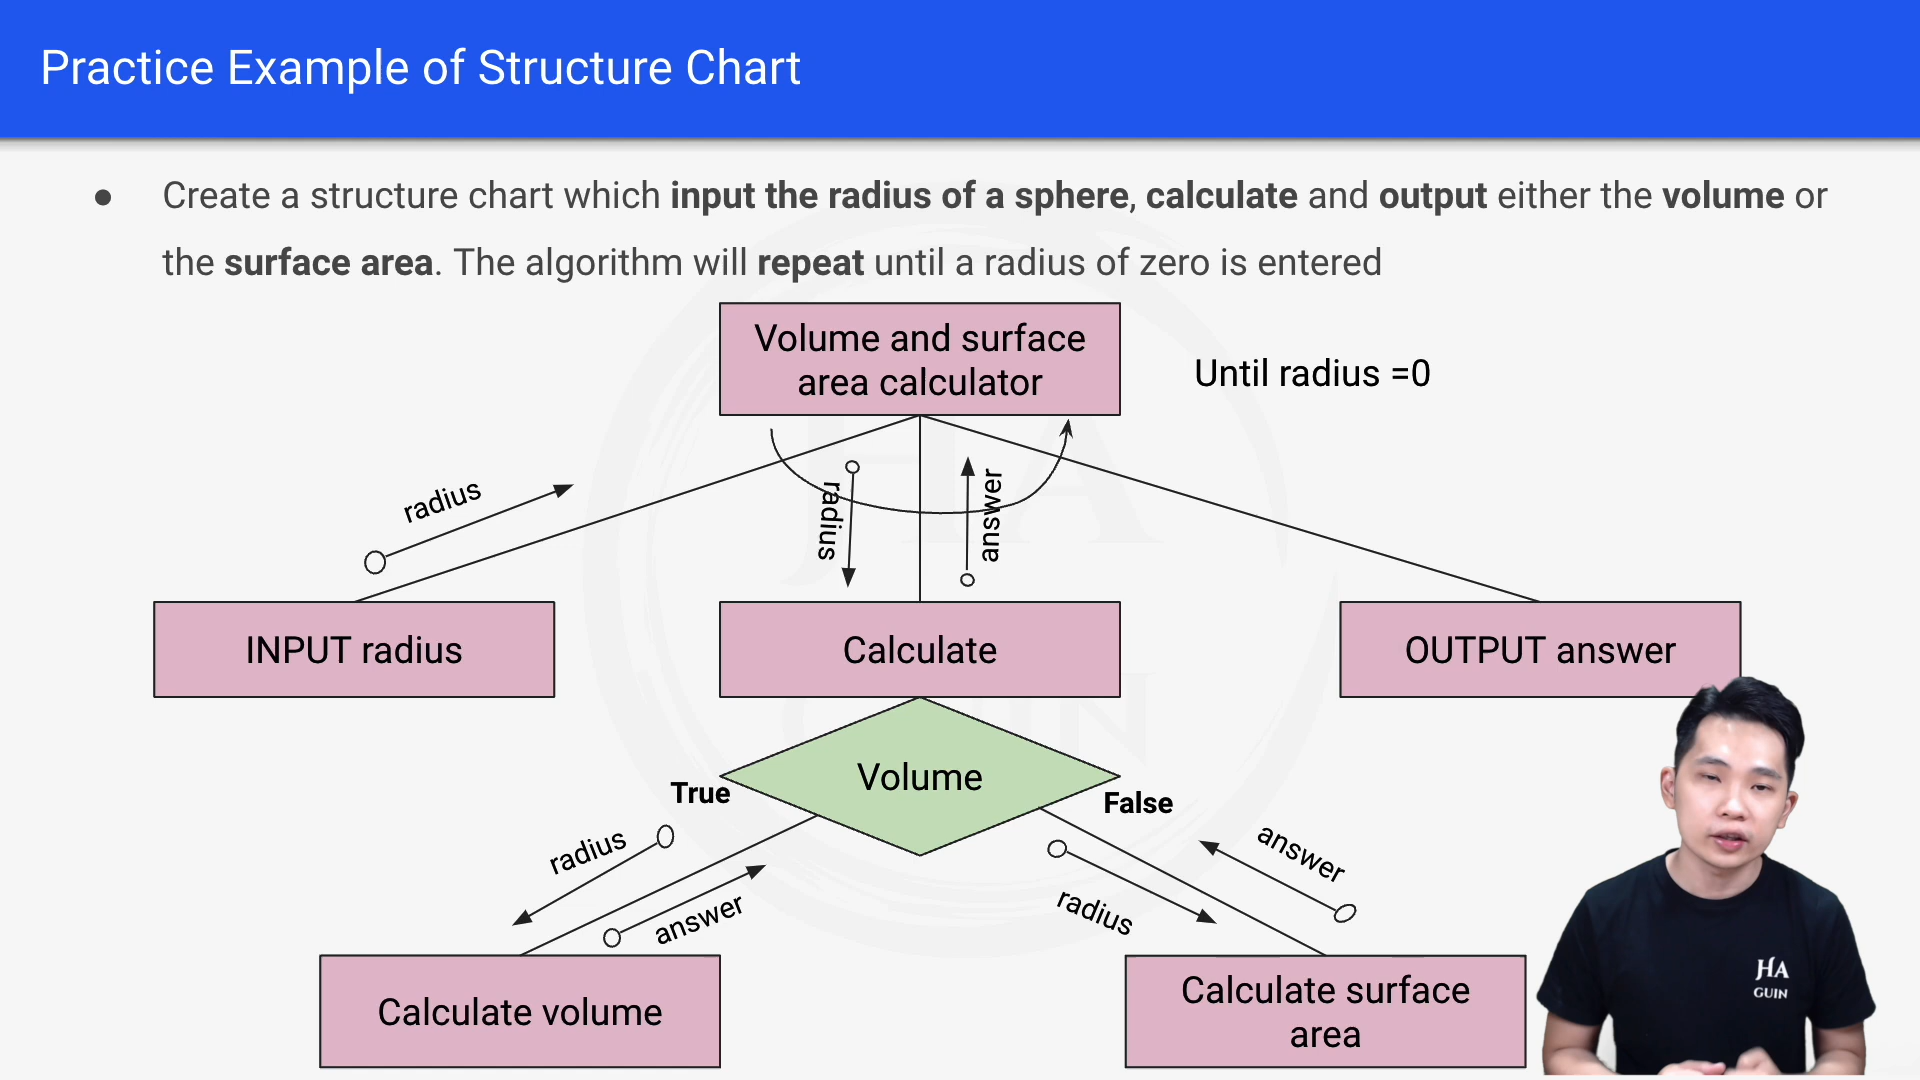 Practice Example of Structure Chart
● Create a structure chart which input the radius of a sphere, calculate and output either the volume or
the surface area. The algorithm will repeat until a radius of zero is entered
Volume and surface
area calculator
Until radius =0
radius
radius
answer
INPUT radius
Calculate
OUTPUT answer
Volume
True
False
radius
answer
radius
answer
Calculate volume
Calculate surface
area
HA
GUIN
HA
GUIN